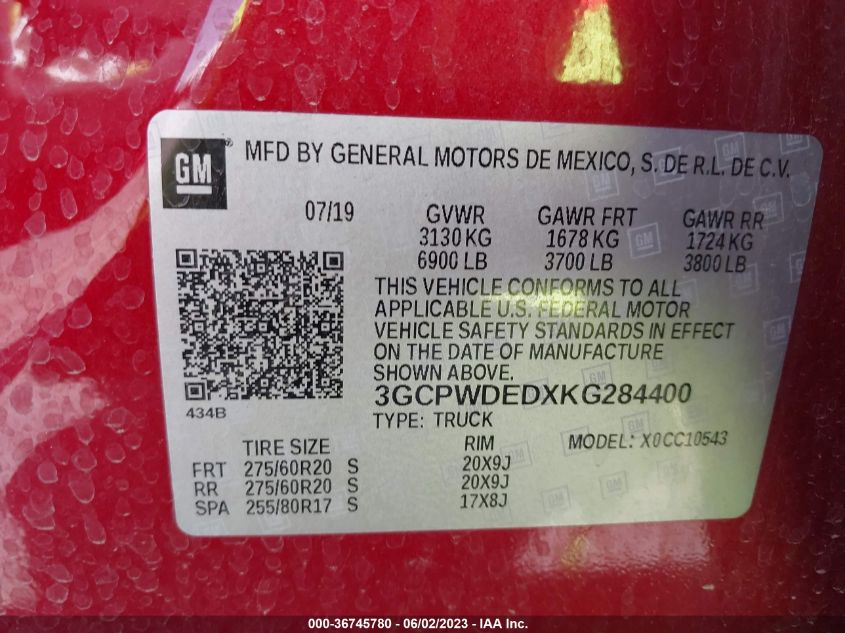 GM
MFD BY GENERAL MOTORS DE MEXICO, S. DE R.L. DE C.V.
07/19 GVWR GAWR FRT GAWR RR
3130 KG 1678 KG 1724 KG
6900 LB 3700 LB 3800 LB
THIS VEHICLE CONFORMS TO ALL
APPLICABLE U.S. FEDERAL MOTOR
VEHICLE SAFETY STANDARDS IN EFFECT
ON THE DATE OF MANUFACTURE
SHOWN ABOVE.
3GCPWDEDXKG284400
434B
TYPE: TRUCK
TIRE SIZE RIM MODEL: X0CC10543
FRT 275/60R20 S 20X9J
RR 275/60R20 S 20X9J
SPA 255/80R17 S 17X8J
000-36745780 - 06/02/2023 - IAA Inc.